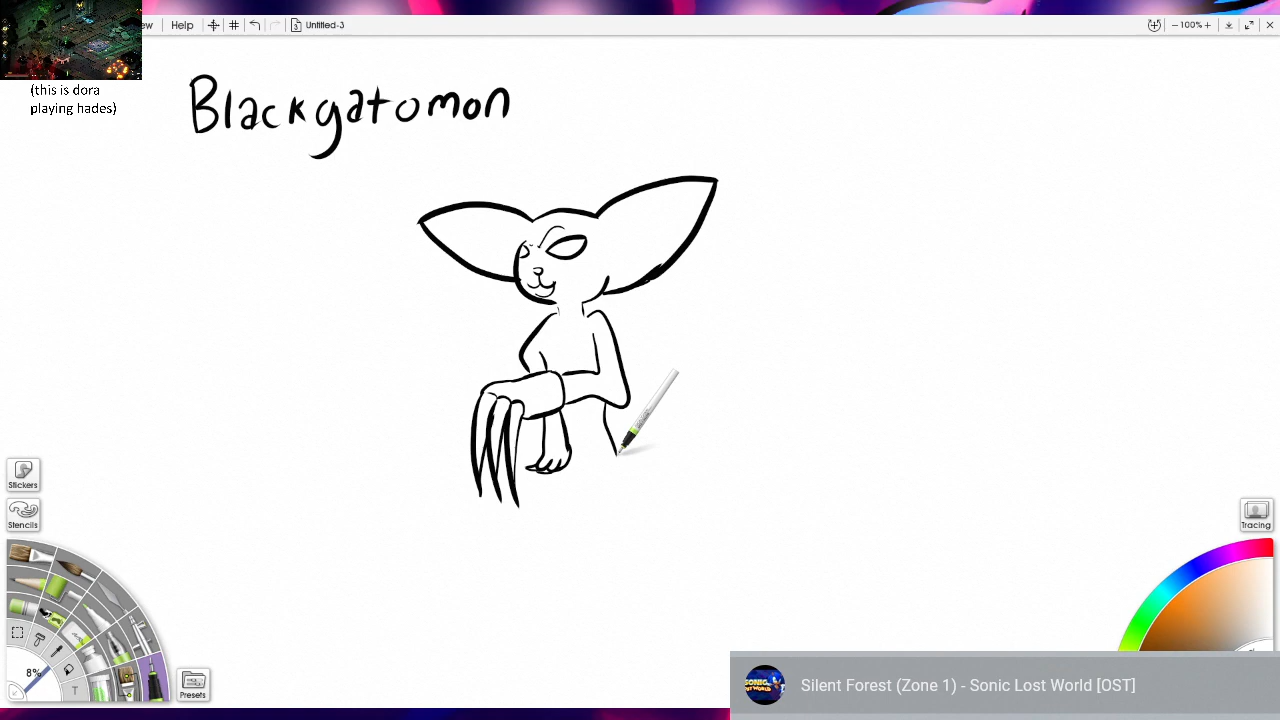 ew Help Untitled-3 100%
(this is dora
playing hades)
Blackgatomon
Stickers
Stencils
Tracing
8%
T
Presets
Silent Forest (Zone 1) - Sonic Lost World [OST]